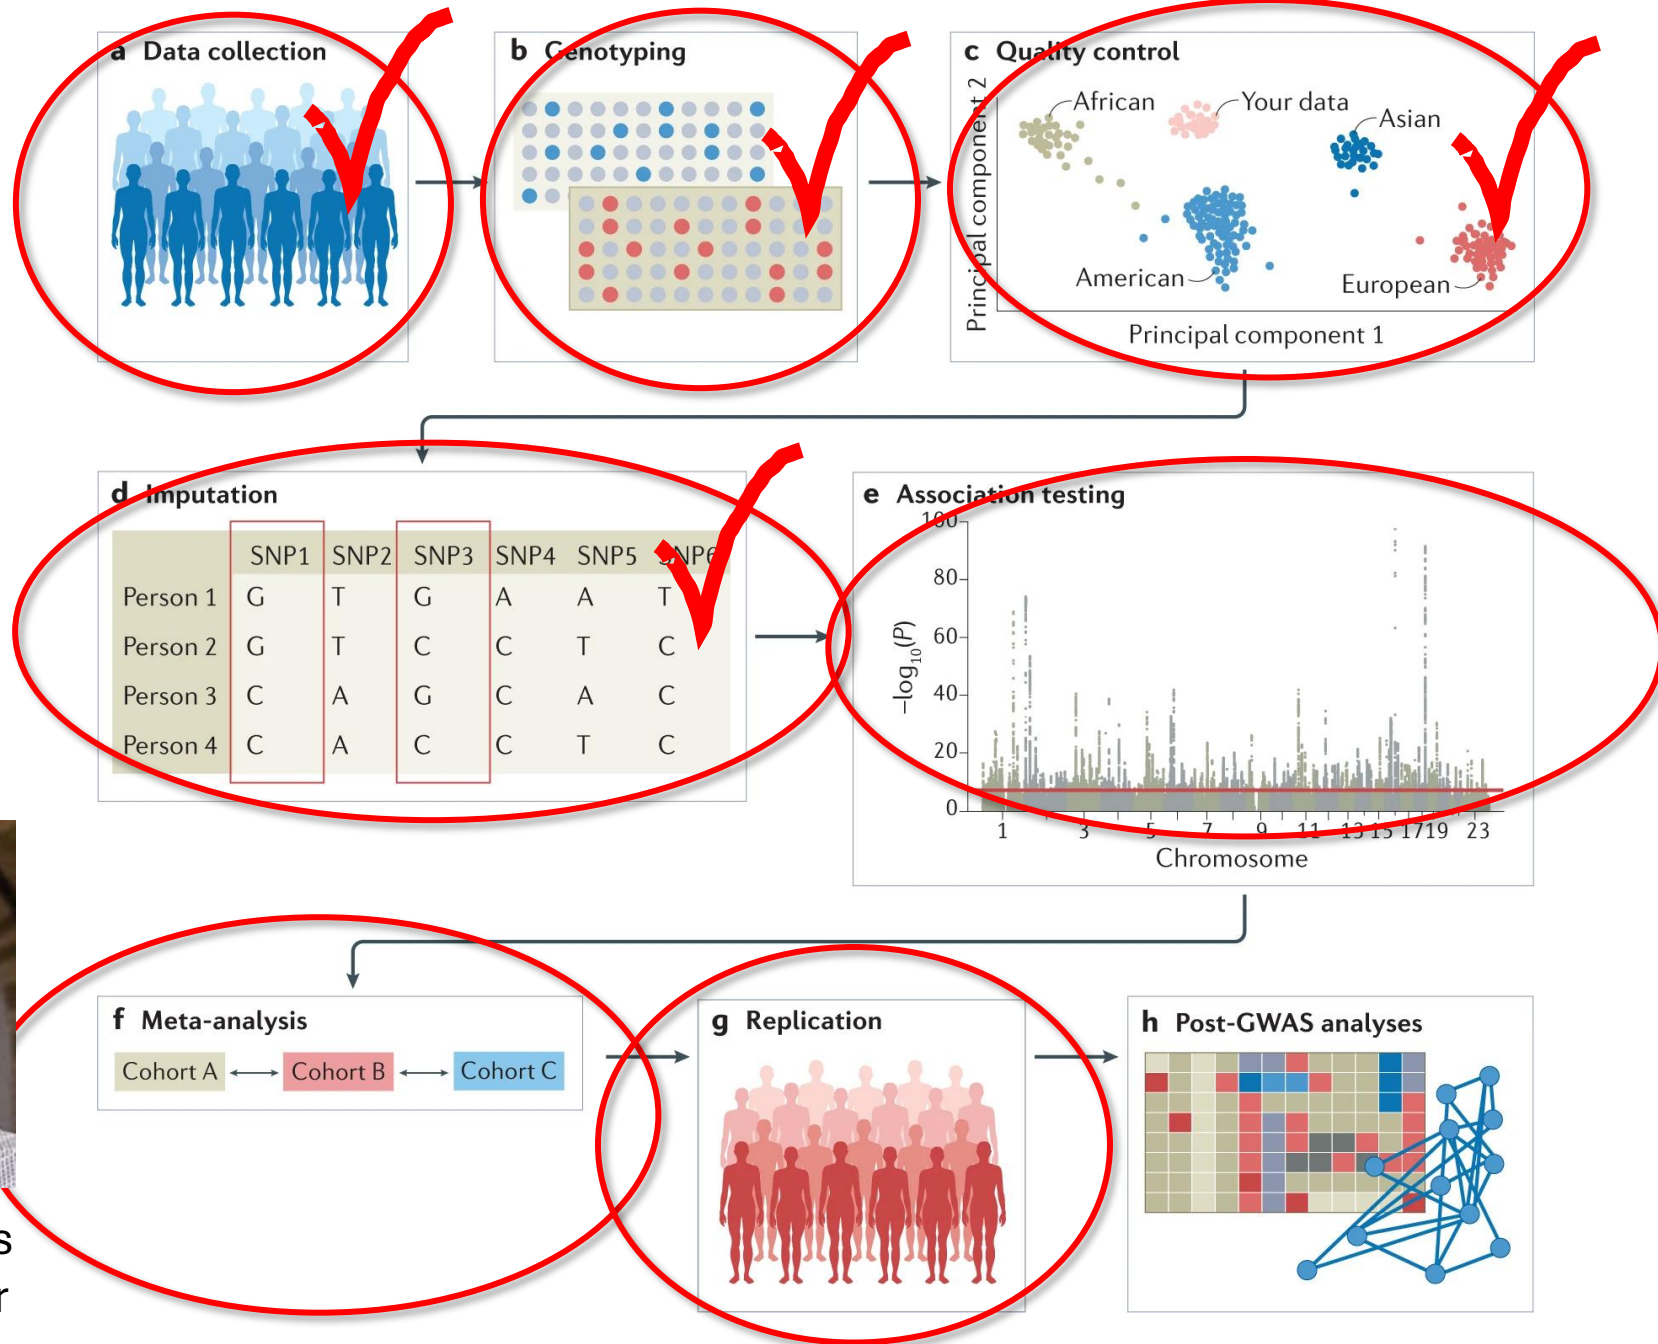 a Data collection
b Genotyping
c Quality control
Principal component 2
African
Your data
Asian
American
European
Principal component 1
d Imputation
SNP1 SNP2 SNP3 SNP4 SNP5 SNP6
Person 1 G T G A A T
Person 2 G T C C T C
Person 3 C A G C A C
Person 4 C A C C T C
e Association testing
–log10(P)
100
80
60
40
20
0
1 3 5 7 9 11 13 15 17 19 23
Chromosome
f Meta-analysis
Cohort A Cohort B Cohort C
g Replication
h Post-GWAS analyses
s
r